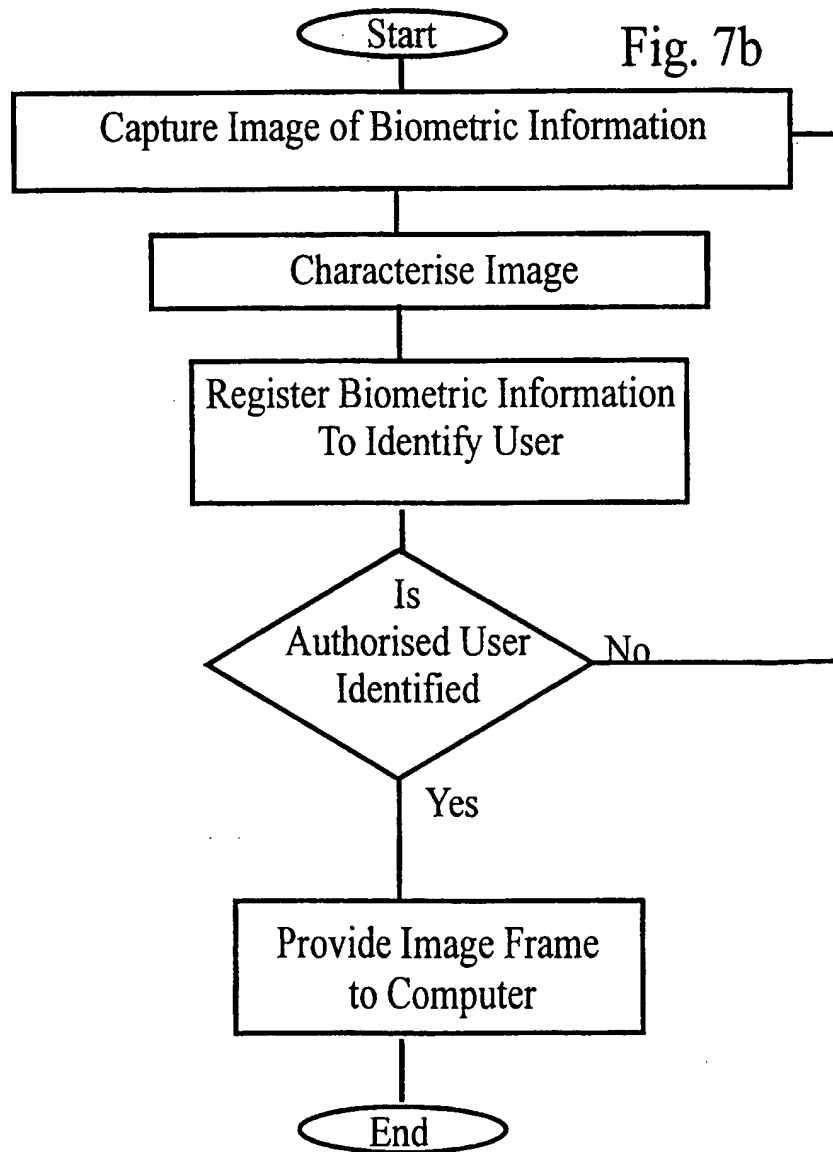 Start
Fig. 7b
Capture Image of Biometric Information
Characterise Image
Register Biometric Information
To Identify User
Is
Authorised User
Identified
No
Yes
Provide Image Frame
to Computer
End